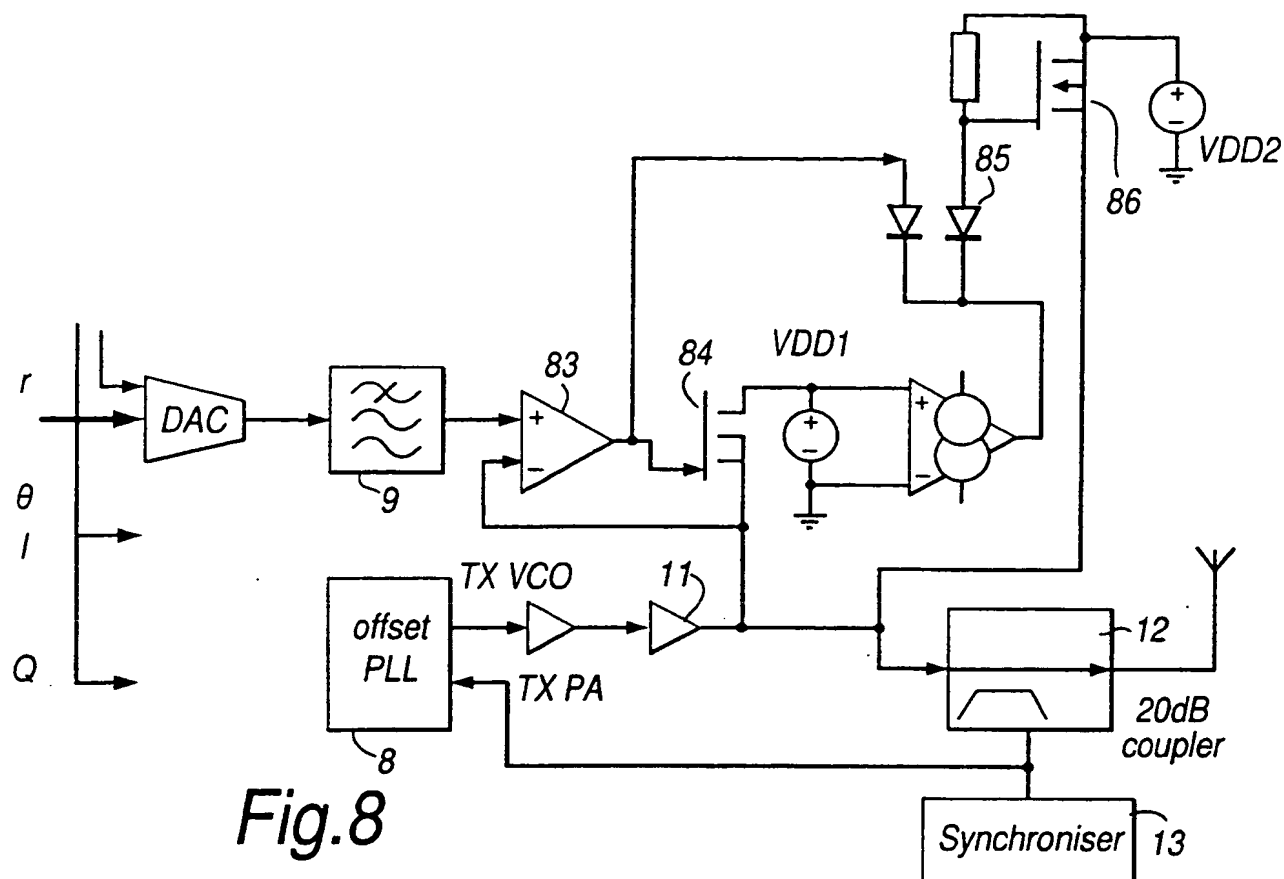 86
VDD2
85
r
DAC
9
83
84
VDD1
θ
I
Q
offset
PLL
8
TX VCO
11
TX PA
12
20dB
coupler
Synchroniser
13
Fig.8